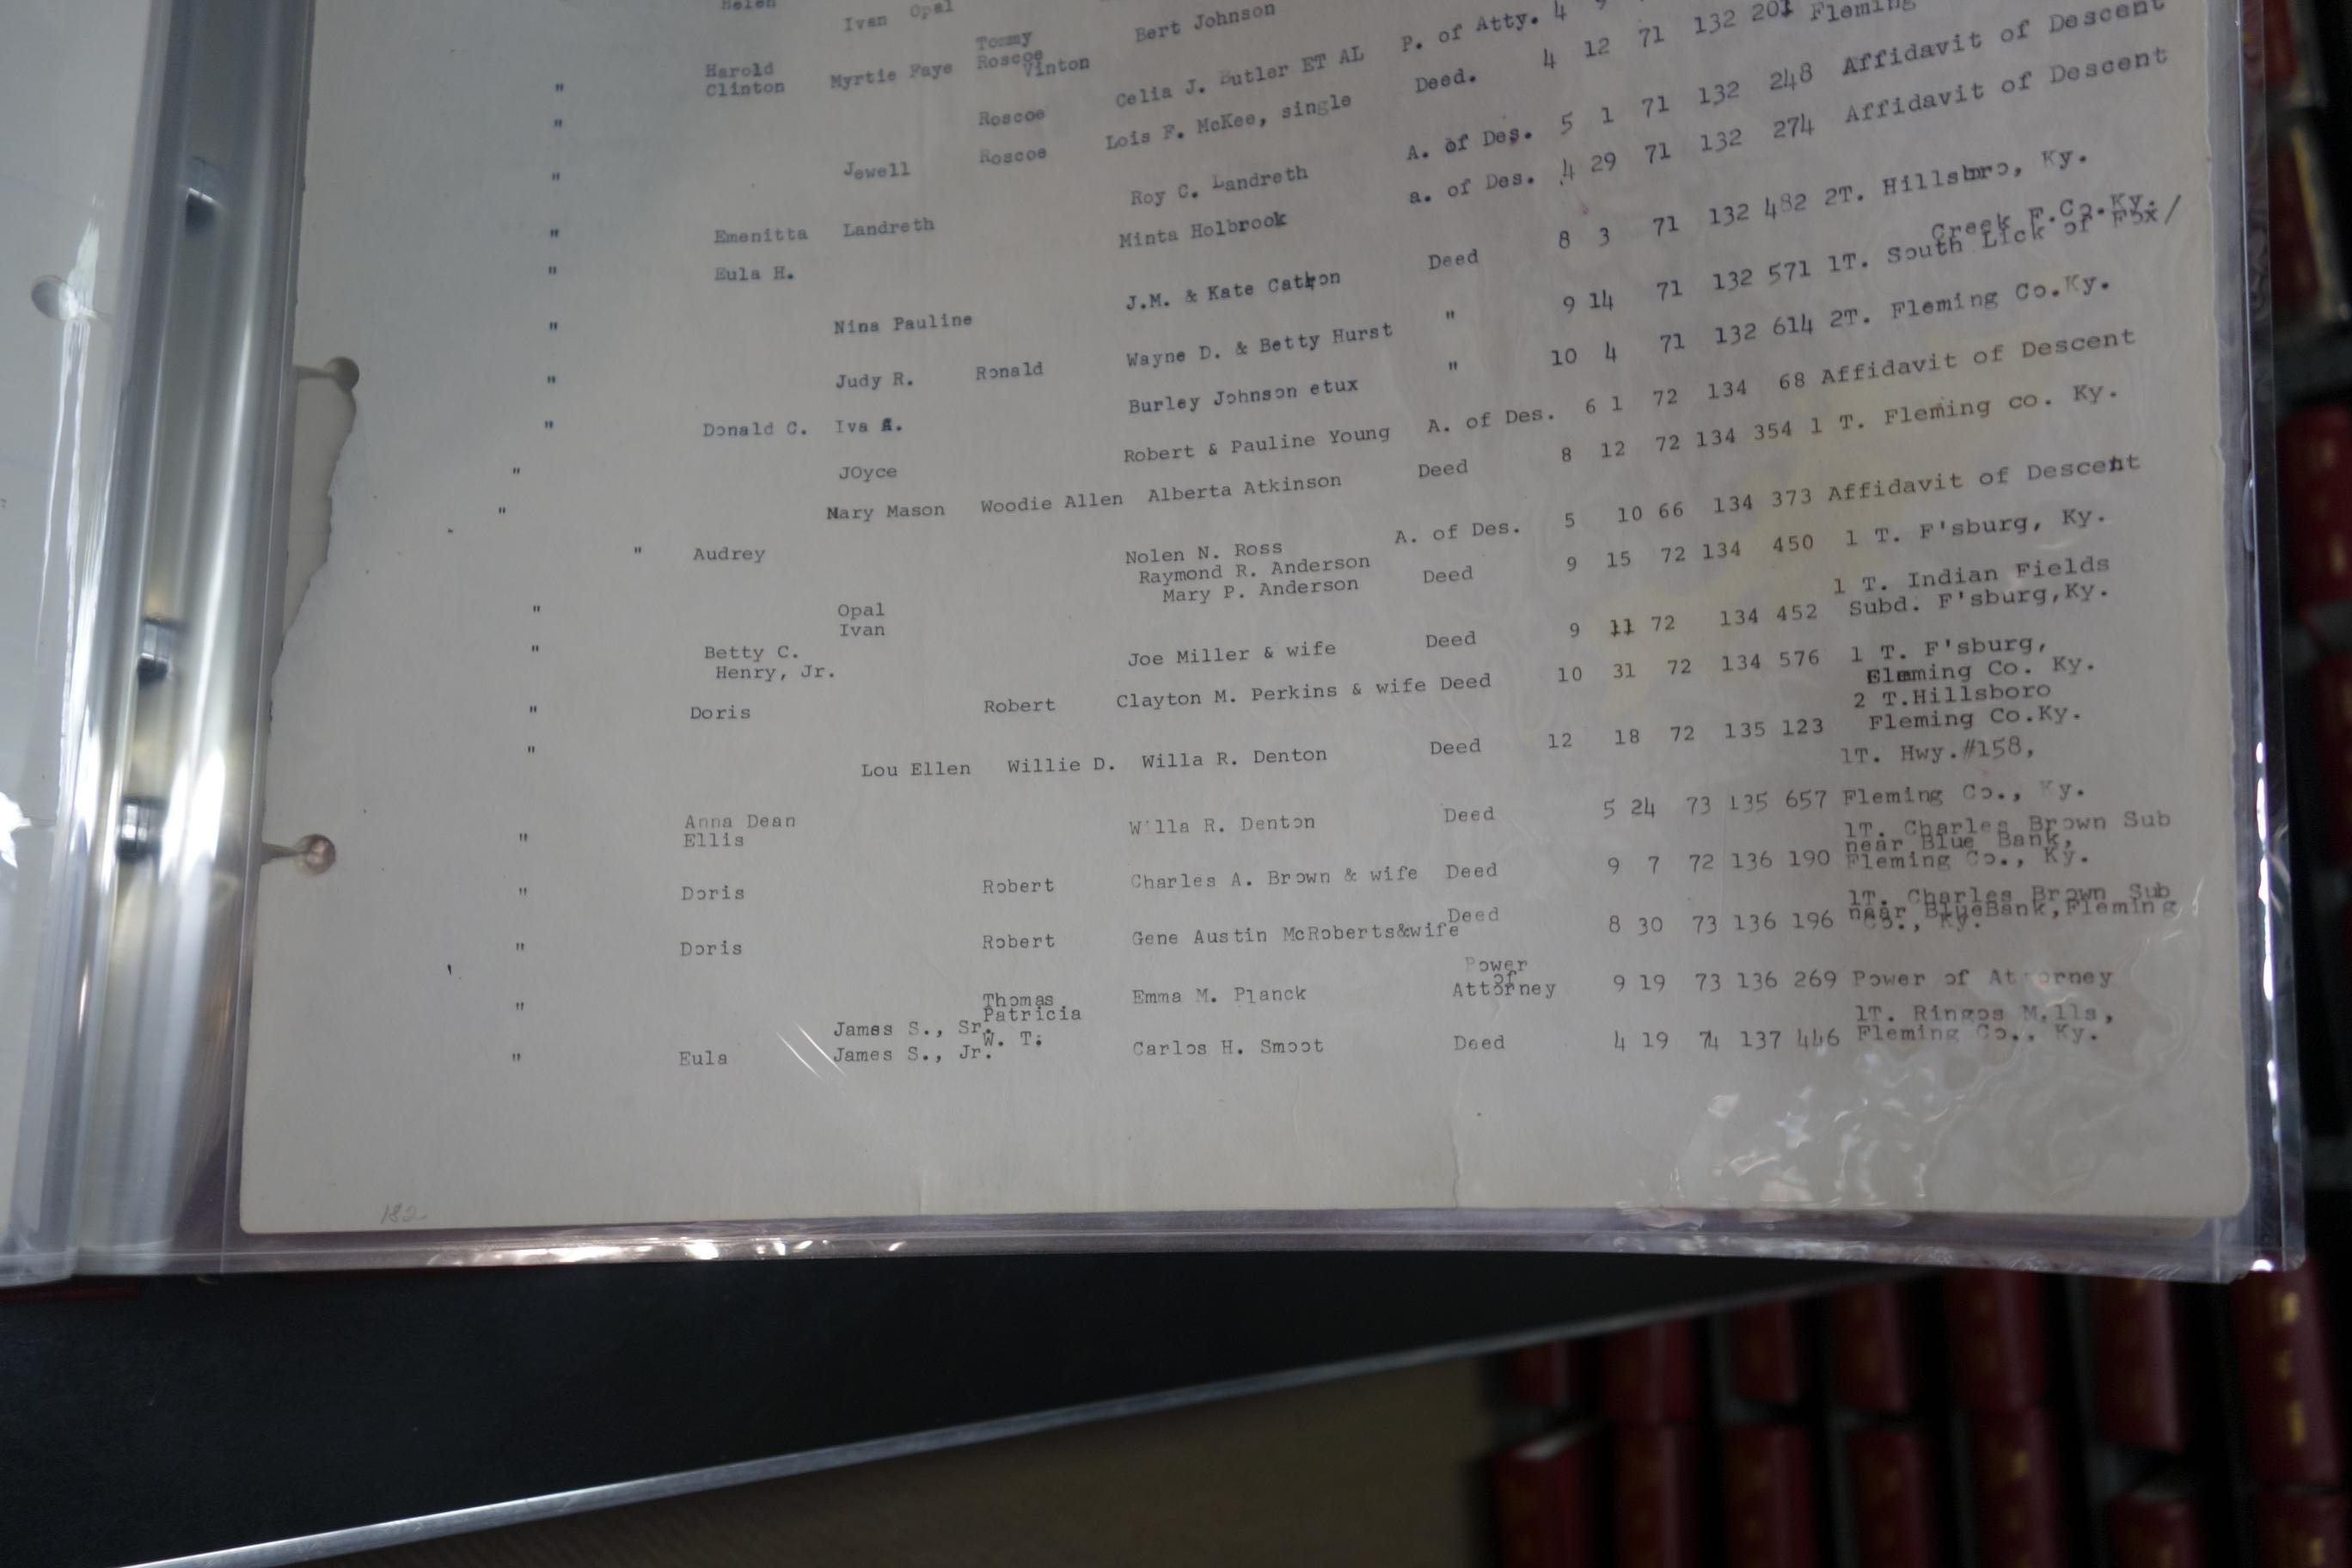 Helen Ivan Opal Bert Johnson P. of Atty. 4 9
Tommy
" Harold Myrtie Faye Roscoe 4 12 71 132 201 Fleming
Clinton Vinton
" Roscoe Celia J. Butler ET AL Deed.
" Jewell Roscoe Lois F. McKee, single A. of Des. 5 1 71 132 248 Affidavit of Descent
" Emenitta Landreth Roy C. Landreth a. of Des. 4 29 71 132 274 Affidavit of Descent
" Eula H. Minta Holbrook
" Nina Pauline J.M. & Kate Catron Deed 8 3 71 132 482 2T. Hillsboro, Ky.
Creek F.Co.Ky.
" Judy R. Ronald Wayne D. & Betty Hurst " 9 14 71 132 571 1T. South Lick of Fox/
" Donald C. Iva A. Burley Johnson etux " 10 4 71 132 614 2T. Fleming Co.Ky.
" JOyce Robert & Pauline Young A. of Des. 6 1 72 134 68 Affidavit of Descent
" Mary Mason Woodie Allen Alberta Atkinson Deed 8 12 72 134 354 1 T. Fleming co. Ky.
" Audrey Nolen N. Ross A. of Des. 5 10 66 134 373 Affidavit of Descent
Raymond R. Anderson
" Opal Mary P. Anderson Deed 9 15 72 134 450 1 T. F'sburg, Ky.
Ivan
1 T. Indian Fields
" Betty C. Joe Miller & wife Deed 9 11 72 134 452 Subd. F'sburg,Ky.
Henry, Jr.
" Doris Robert Clayton M. Perkins & wife Deed 10 31 72 134 576 1 T. F'sburg,
Fleming Co. Ky.
2 T.Hillsboro
" Lou Ellen Willie D. Willa R. Denton Deed 12 18 72 135 123 Fleming Co.Ky.
1T. Hwy.#158,
" Anna Dean Willa R. Denton Deed 5 24 73 135 657 Fleming Co., Ky.
Ellis
1T. Charles Brown Sub
near Blue Bank,
" Doris Robert Charles A. Brown & wife Deed 9 7 72 136 190 Fleming Co., Ky.
1T. Charles Brown Sub
near BlueBank,Fleming
" Doris Robert Gene Austin McRoberts&wife Deed 8 30 73 136 196 Co., Ky.
Power
of
" Thomas Emma M. Planck Attorney 9 19 73 136 269 Power of Attorney
Patricia
James S., Sr. W. T. 1T. Ringos Mills,
" Eula James S., Jr. Carlos H. Smoot Deed 4 19 74 137 446 Fleming Co., Ky.
182